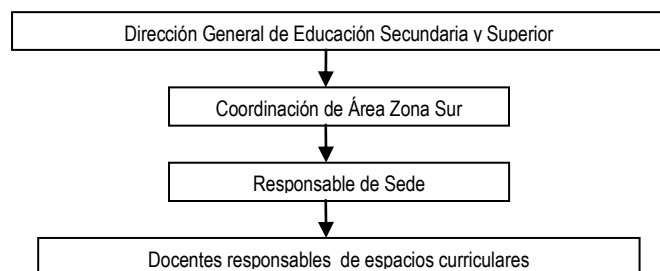 Dirección General de Educación Secundaria y Superior
Coordinación de Área Zona Sur
Responsable de Sede
Docentes responsables de espacios curriculares